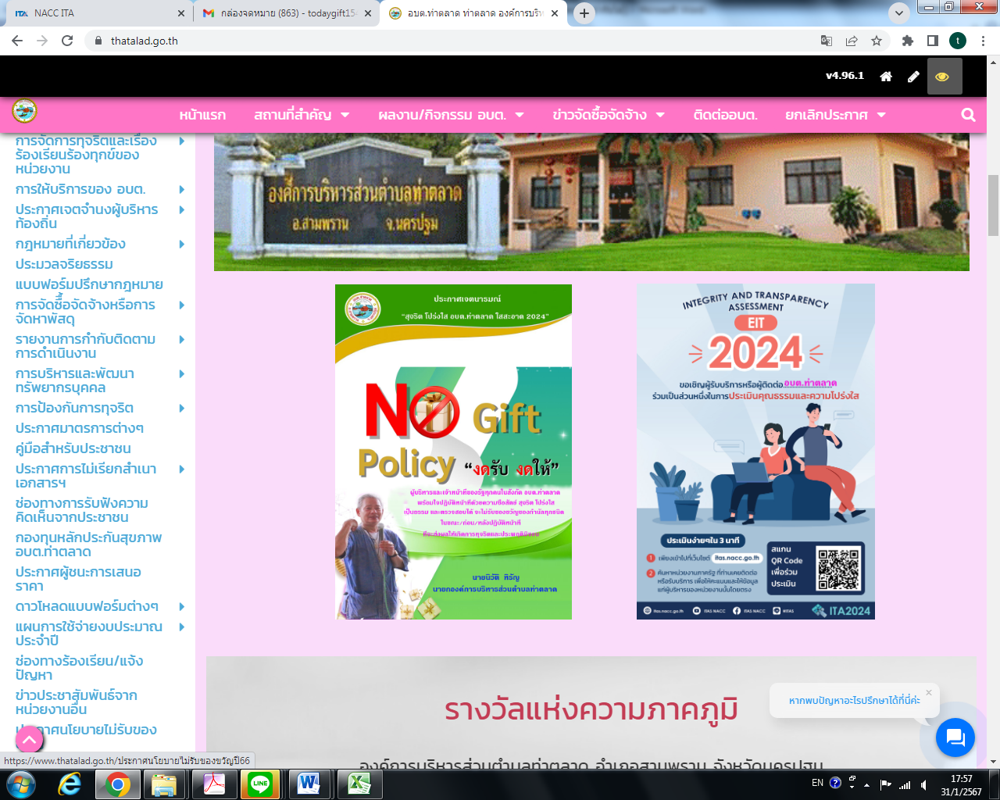 NACC ITA
กล่องจดหมาย (863) - todaygift154
อบต.ท่าตลาด ท่าตลาด องค์การบริห
thatalad.go.th
t
v4.96.1
หน้าแรก
สถานที่สำคัญ
ผลงาน/กิจกรรม อบต.
ข่าวจัดซื้อจัดจ้าง
ติดต่ออบต.
ยกเลิกประกาศ
การจัดการทุจริตและเรื่อง
ร้องเรียนร้องทุกข์ของ
หน่วยงาน
การให้บริการของ อบต.
ประกาศเจตจำนงผู้บริหาร
ท้องถิ่น
กฎหมายที่เกี่ยวข้อง
ประมวลจริยธรรม
แบบฟอร์มปรึกษากฎหมาย
การจัดซื้ิอจัดจ้างหรือการ
จัดหาพัสดุ
รายงานการกำกับติดตาม
การดำเนินงาน
การบริหารและพัฒนา
ทรัพยากรบุคคล
การป้องกันการทุจริต
ประกาศมาตรการต่างๆ
คู่มือสำหรับประชาชน
ประกาศการไม่เรียกสำเนา
เอกสารฯ
ช่องทางการรับฟังความ
คิดเห็นจากประชาชน
กองทุนหลักประกันสุขภาพ
อบต.ท่าตลาด
ประกาศผู้ชนะการเสนอ
ราคา
ดาวโหลดแบบฟอร์มต่างๆ
แผนการใช้จ่ายงบประมาณ
ประจำปี
ช่องทางร้องเรียน/แจ้ง
ปัญหา
ข่าวประชาสัมพันธ์จาก
หน่วยงานอื่น
ประกาศนโยบายไม่รับของ
องค์การบริหารส่วนตำบลท่าตลาด
อ.สามพราน จ.นครปฐม
ประกาศเจตนารมณ์
"สุจริต โปร่งใส อบต.ท่าตลาด ใสสะอาด 2024"
NO Gift
Policy "งดรับ งดให้"
ผู้บริหารและเจ้าหน้าที่ของรัฐทุกคนในสังกัด อบต.ท่าตลาด
พร้อมใจปฏิบัติหน้าที่ด้วยความซื่อสัตย์ สุจริต โปร่งใส
เป็นธรรม และตรวจสอบได้ จะไม่รับของขวัญของกำนัลทุกชนิด
ในขณะ/ก่อน/หลังปฏิบัติหน้าที่
ที่จะส่งผลให้เกิดการทุจริตและประพฤติมิชอบ
นายนิวัติ หิรัญ
นายกองค์การบริหารส่วนตำบลท่าตลาด
INTEGRITY AND TRANSPARENCY
ASSESSMENT
EIT
2024
ขอเชิญผู้รับบริการหรือผู้ติดต่อ.อบต.ท่าตลาด
ร่วมเป็นส่วนหนึ่งในการประเมินคุณธรรมและความโปร่งใส
ประเมินง่ายๆใน 3 นาที
1 เพียงเข้าไปที่เว็บไซต์ itas.nacc.go.th
2 ค้นหาหน่วยงานภาครัฐ ที่ท่านเคยติดต่อ
หรือรับบริการ เพื่อให้คะแนนและให้ข้อมูล
แก่ผู้บริหารของหน่วยงานนั้นโดยตรง
สแกน
QR Code
เพื่อร่วม
ประเมิน
itas.nacc.go.th ITAS NACC ITAS NACC @ITAS ITA2024
รางวัลแห่งความภาคภูมิ
องค์การบริหารส่วนตำบลท่าตลาด อำเภอสามพราน จังหวัดนครปฐม
หากพบปัญหาอะไรปรึกษาได้ที่นี่ค่ะ
https://www.thatalad.go.th/ประกาศนโยบายไม่รับของขวัญปี66
LINE
EN
17:57
31/1/2567